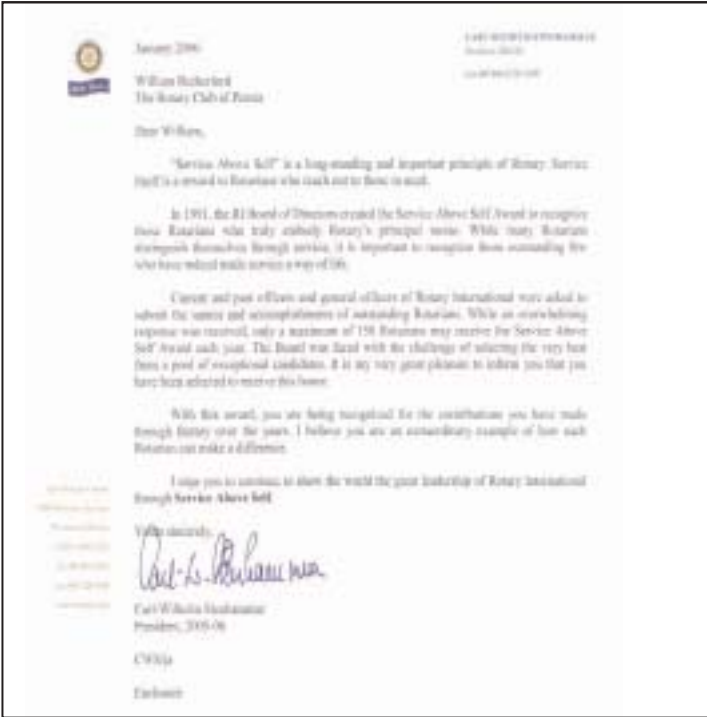 January 2006
William Rutherford
The Rotary Club of Peoria
Dear William,
"Service Above Self" is a long-standing and important principle of Rotary. Service
itself is a reward to Rotarians who reach out to those in need.
In 1991, the RI Board of Directors created the Service Above Self Award to recognize
those Rotarians who truly embody Rotary's principal motto. While many Rotarians
distinguish themselves through service, it is important to recognize those outstanding few
who have indeed made service a way of life.
Current and past officers and general officers of Rotary International were asked to
submit the names and accomplishments of outstanding Rotarians. While an overwhelming
response was received, only a maximum of 150 Rotarians may receive the Service Above
Self Award each year. The Board was faced with the challenge of selecting the very best
from a pool of exceptional candidates. It is my very great pleasure to inform you that you
have been selected to receive this honor.
With this award, you are being recognized for the contributions you have made
through Rotary over the years. I believe you are an extraordinary example of how each
Rotarian can make a difference.
I urge you to continue to show the world the great leadership of Rotary International
through Service Above Self.
Yours sincerely,
Carl-Wilhelm Stenhammar
President, 2005-06
Enclosure